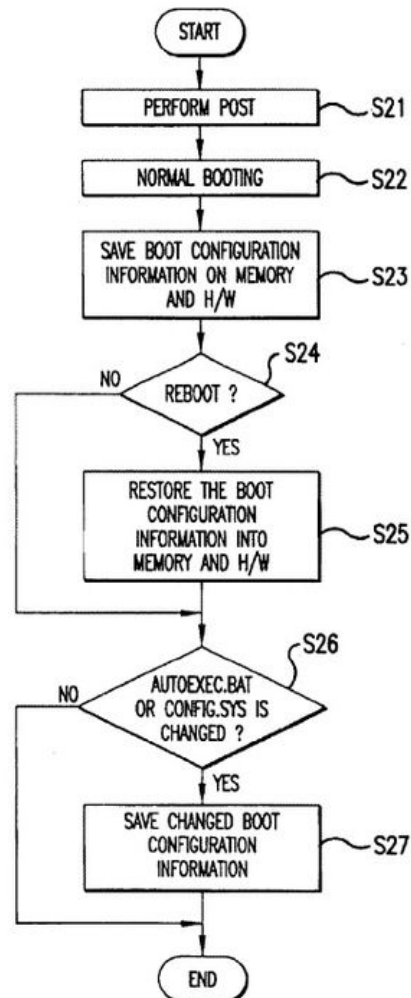 START
PERFORM POST
S21
NORMAL BOOTING
S22
SAVE BOOT CONFIGURATION
INFORMATION ON MEMORY
AND H/W
S23
S24
NO
REBOOT ?
YES
RESTORE THE BOOT
CONFIGURATION
INFORMATION INTO
MEMORY AND H/W
S25
S26
NO
AUTOEXEC.BAT
OR CONFIG.SYS IS
CHANGED ?
YES
SAVE CHANGED BOOT
CONFIGURATION
INFORMATION
S27
END